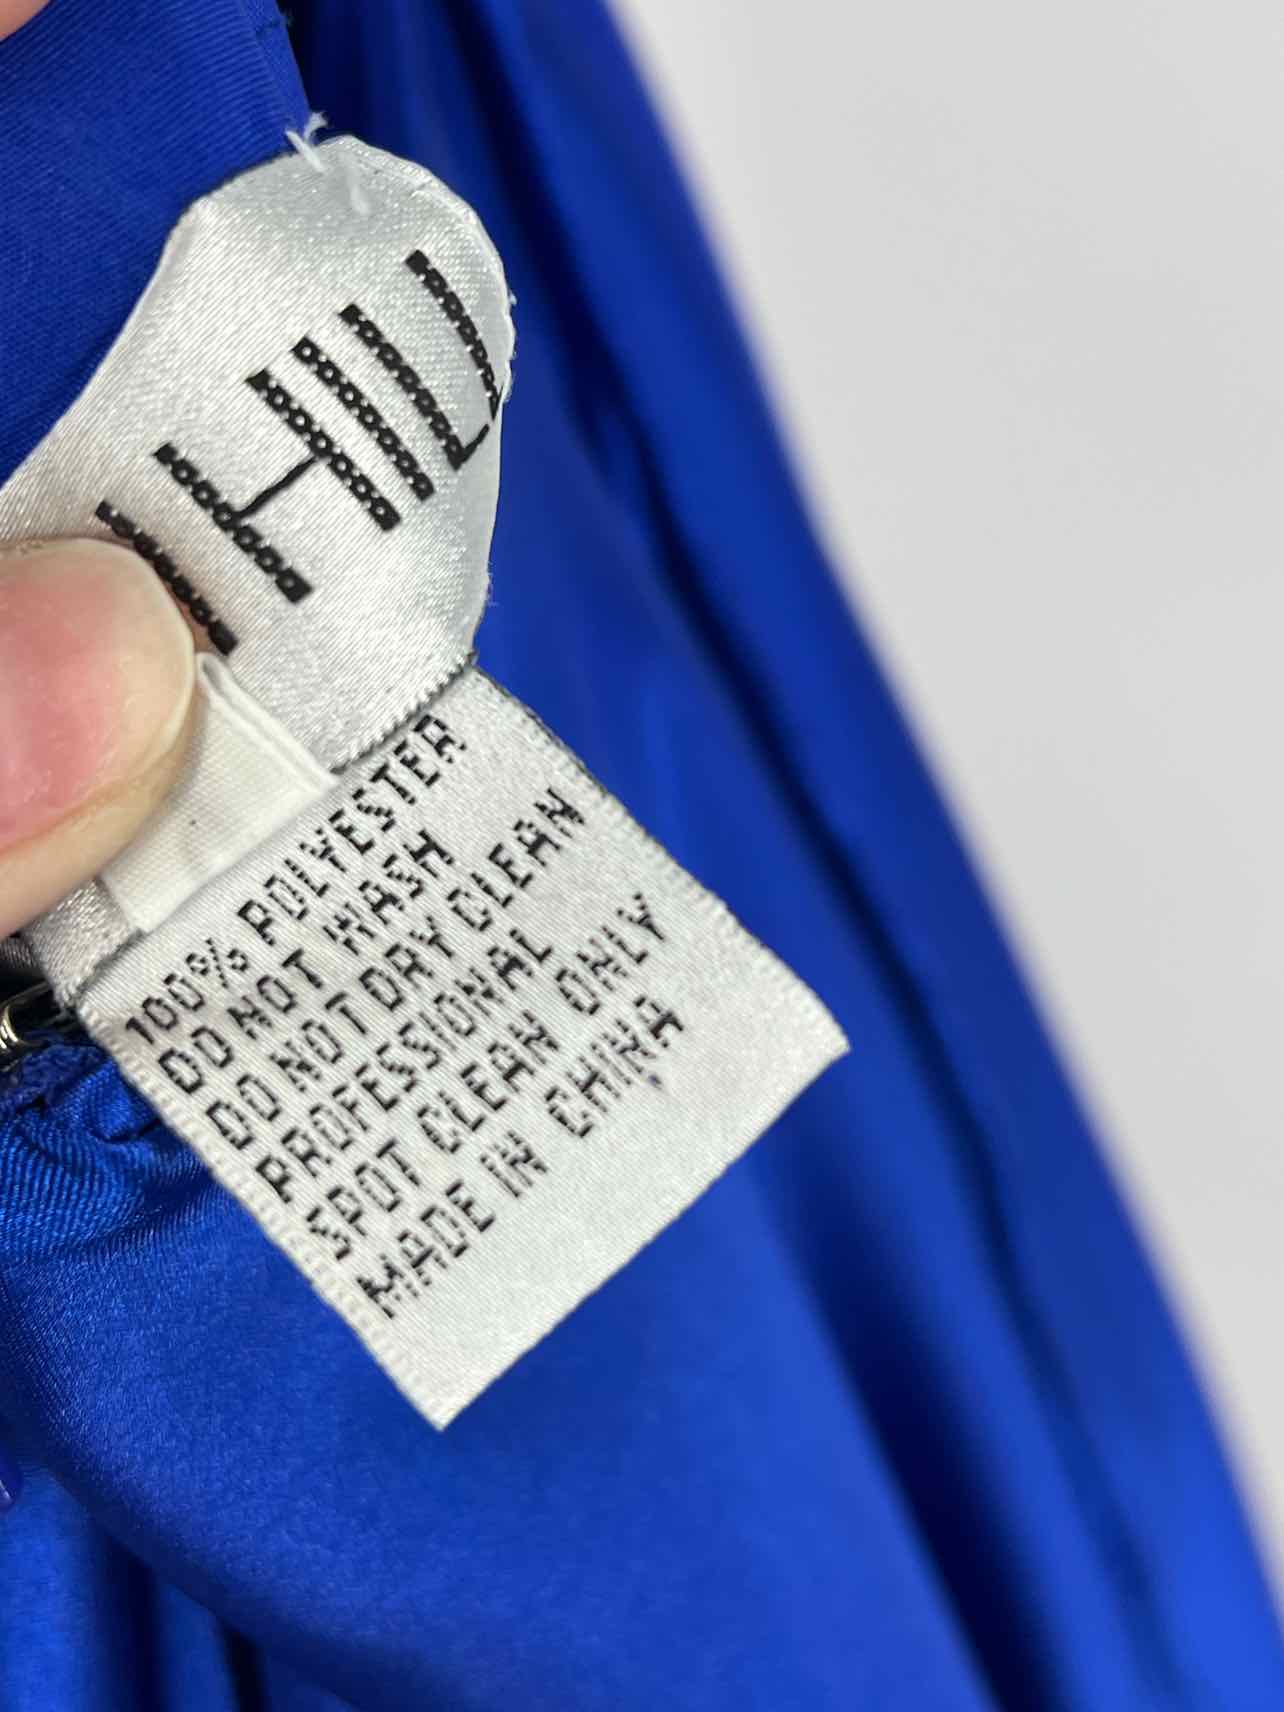 100% POLYESTER
DO NOT WASH
DO NOT DRY CLEAN
PROFESSIONAL
SPOT CLEAN ONLY
MADE IN CHINA